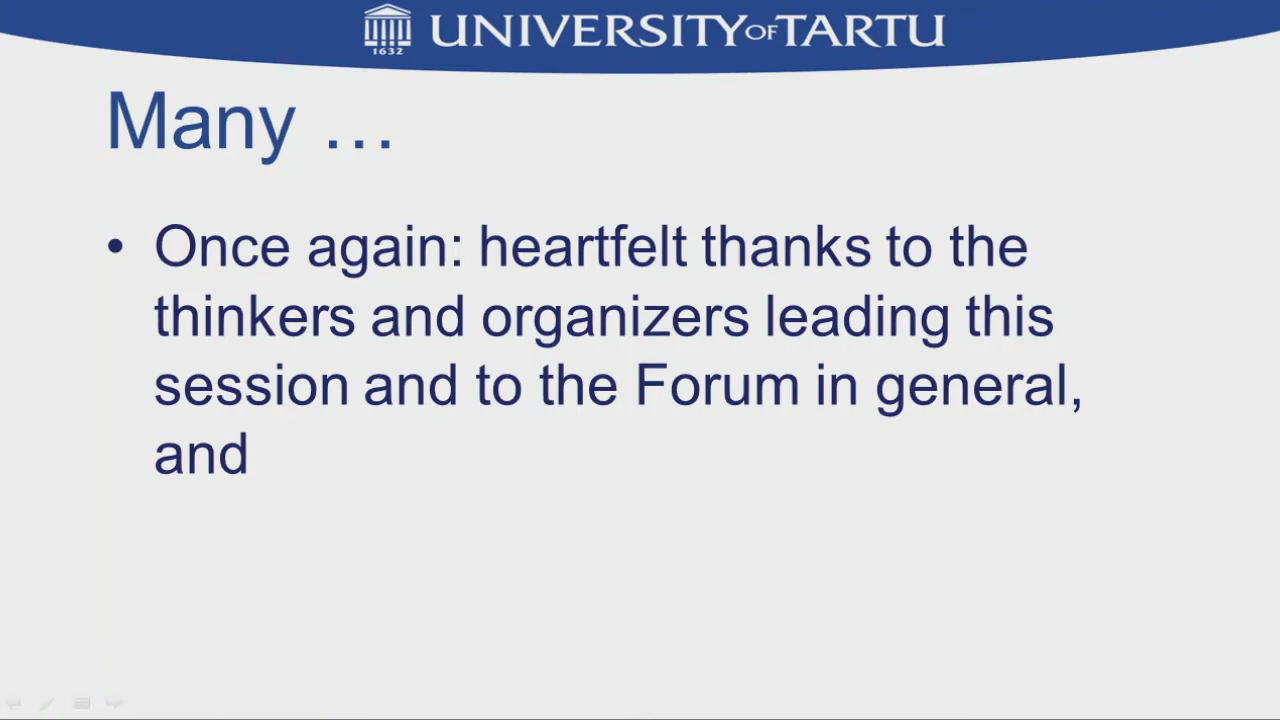 1632
UNIVERSITY OF TARTU
Many …
• Once again: heartfelt thanks to the
thinkers and organizers leading this
session and to the Forum in general,
and